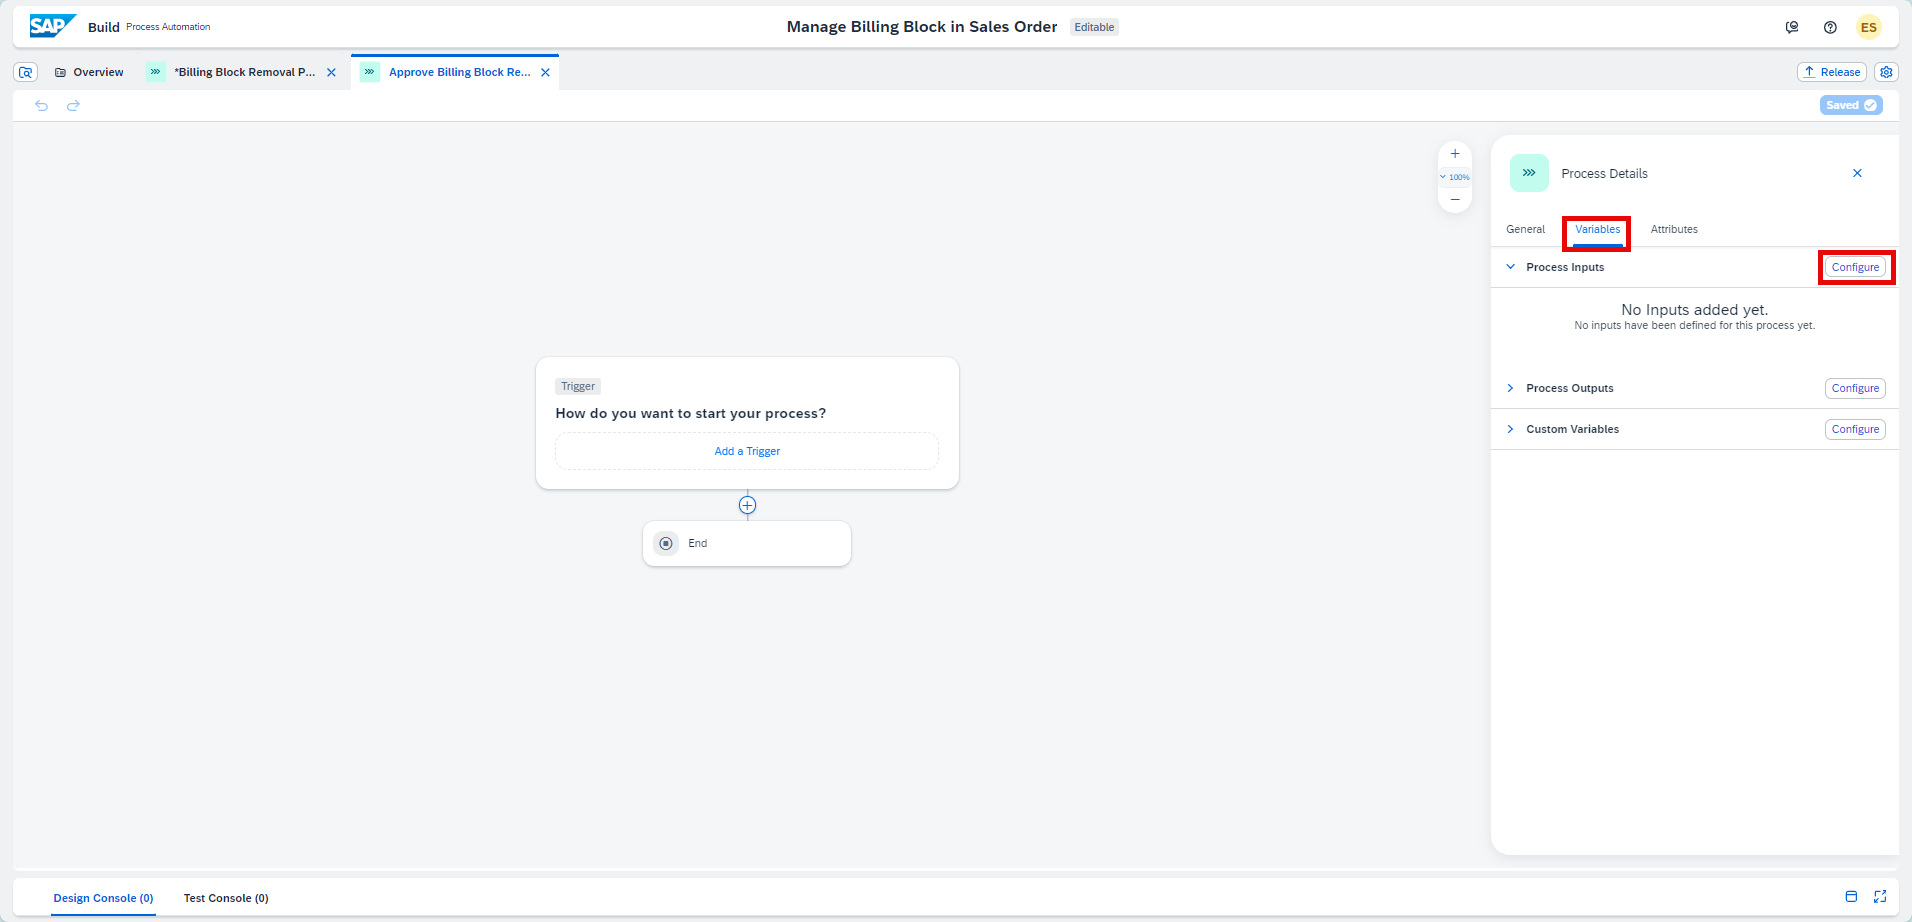 SAP Build Process Automation
Manage Billing Block in Sales Order Editable
ES
Overview
*Billing Block Removal P...
Approve Billing Block Re...
Release
Saved
100%
Process Details
General Variables Attributes
Process Inputs Configure
No Inputs added yet.
No inputs have been defined for this process yet.
Process Outputs Configure
Custom Variables Configure
Trigger
How do you want to start your process?
Add a Trigger
End
Design Console (0) Test Console (0)